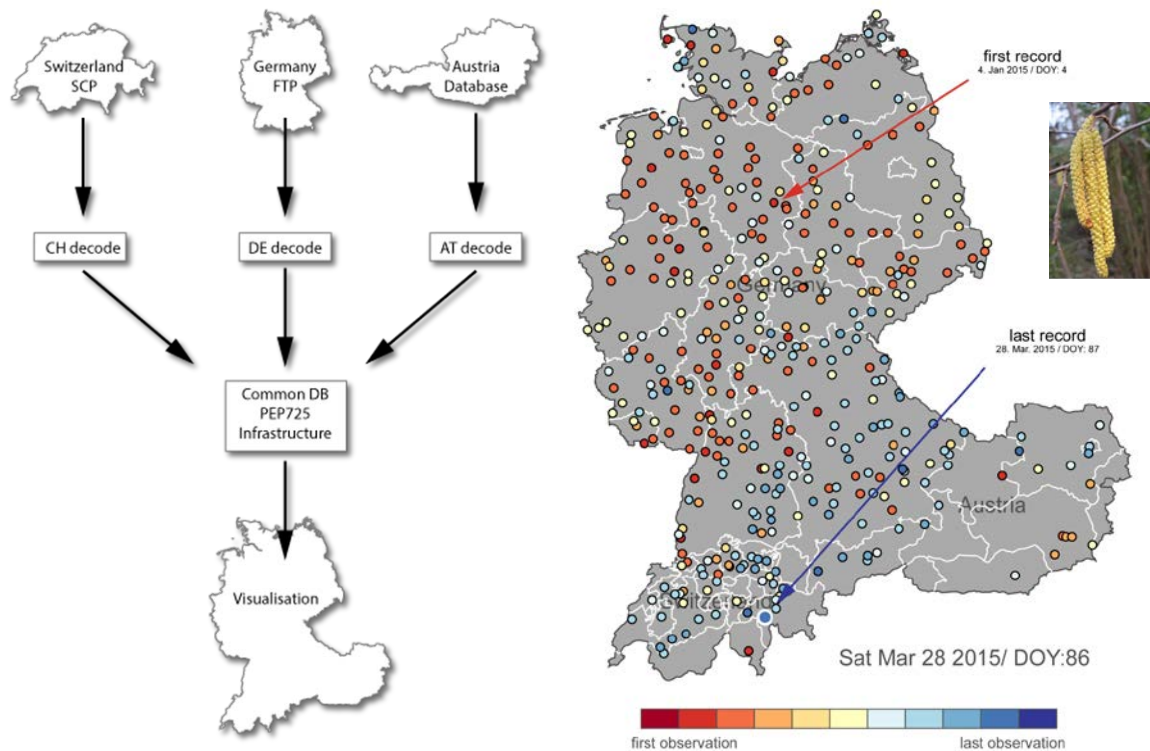 Switzerland
SCP
Germany
FTP
Austria
Database
CH decode
DE decode
AT decode
Common DB
PEP725
Infrastructure
Visualisation
first record
4. Jan 2015 / DOY: 4
Germany
last record
28. Mar. 2015 / DOY: 87
Austria
Switzerland
Sat Mar 28 2015/ DOY:86
first observation
last observation